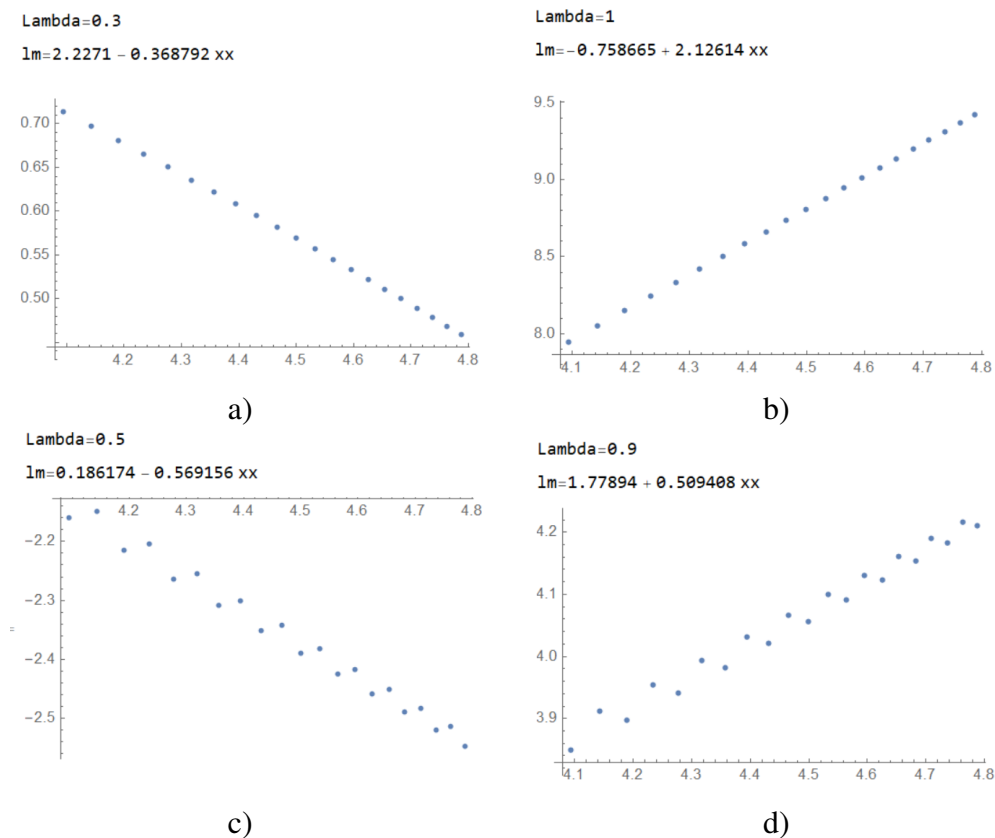 Lambda=0.3
lm=2.2271 − 0.368792 xx
0.70
0.65
0.60
0.55
0.50
4.2 4.3 4.4 4.5 4.6 4.7 4.8
a)
Lambda=1
lm=−0.758665 + 2.12614 xx
9.5
9.0
8.5
8.0
4.1 4.2 4.3 4.4 4.5 4.6 4.7 4.8
b)
Lambda=0.5
lm=0.186174 − 0.569156 xx
4.2 4.3 4.4 4.5 4.6 4.7 4.8
−2.2
−2.3
=
−2.4
−2.5
c)
Lambda=0.9
lm=1.77894 + 0.509408 xx
4.2
4.1
4.0
3.9
4.1 4.2 4.3 4.4 4.5 4.6 4.7 4.8
d)